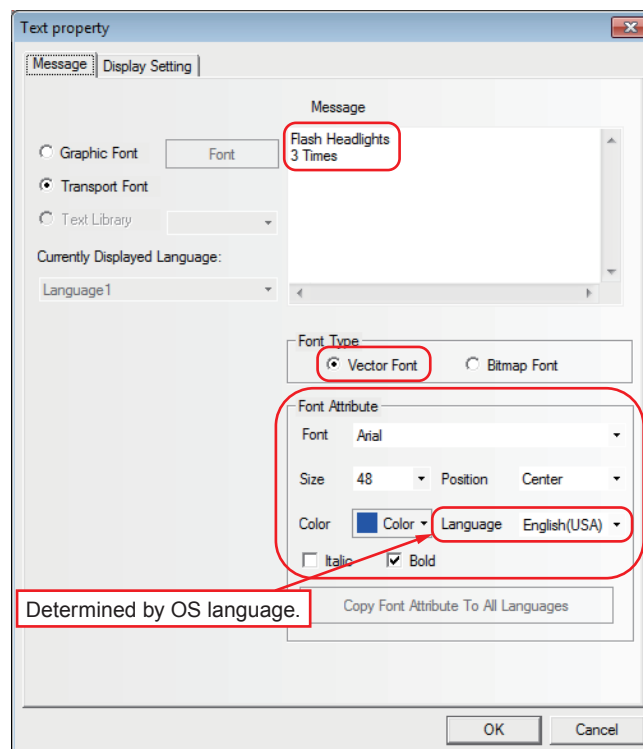 Text property
Message
Display Setting
Message
Graphic Font
Font
Flash Headlights
3 Times
Transport Font
Text Library
Currently Displayed Language:
Language1
Font Type
Vector Font
Bitmap Font
Font Attribute
Font Arial
Size 48 Position Center
Color Color Language English(USA)
Italic Bold
Determined by OS language.
Copy Font Attribute To All Languages
OK Cancel